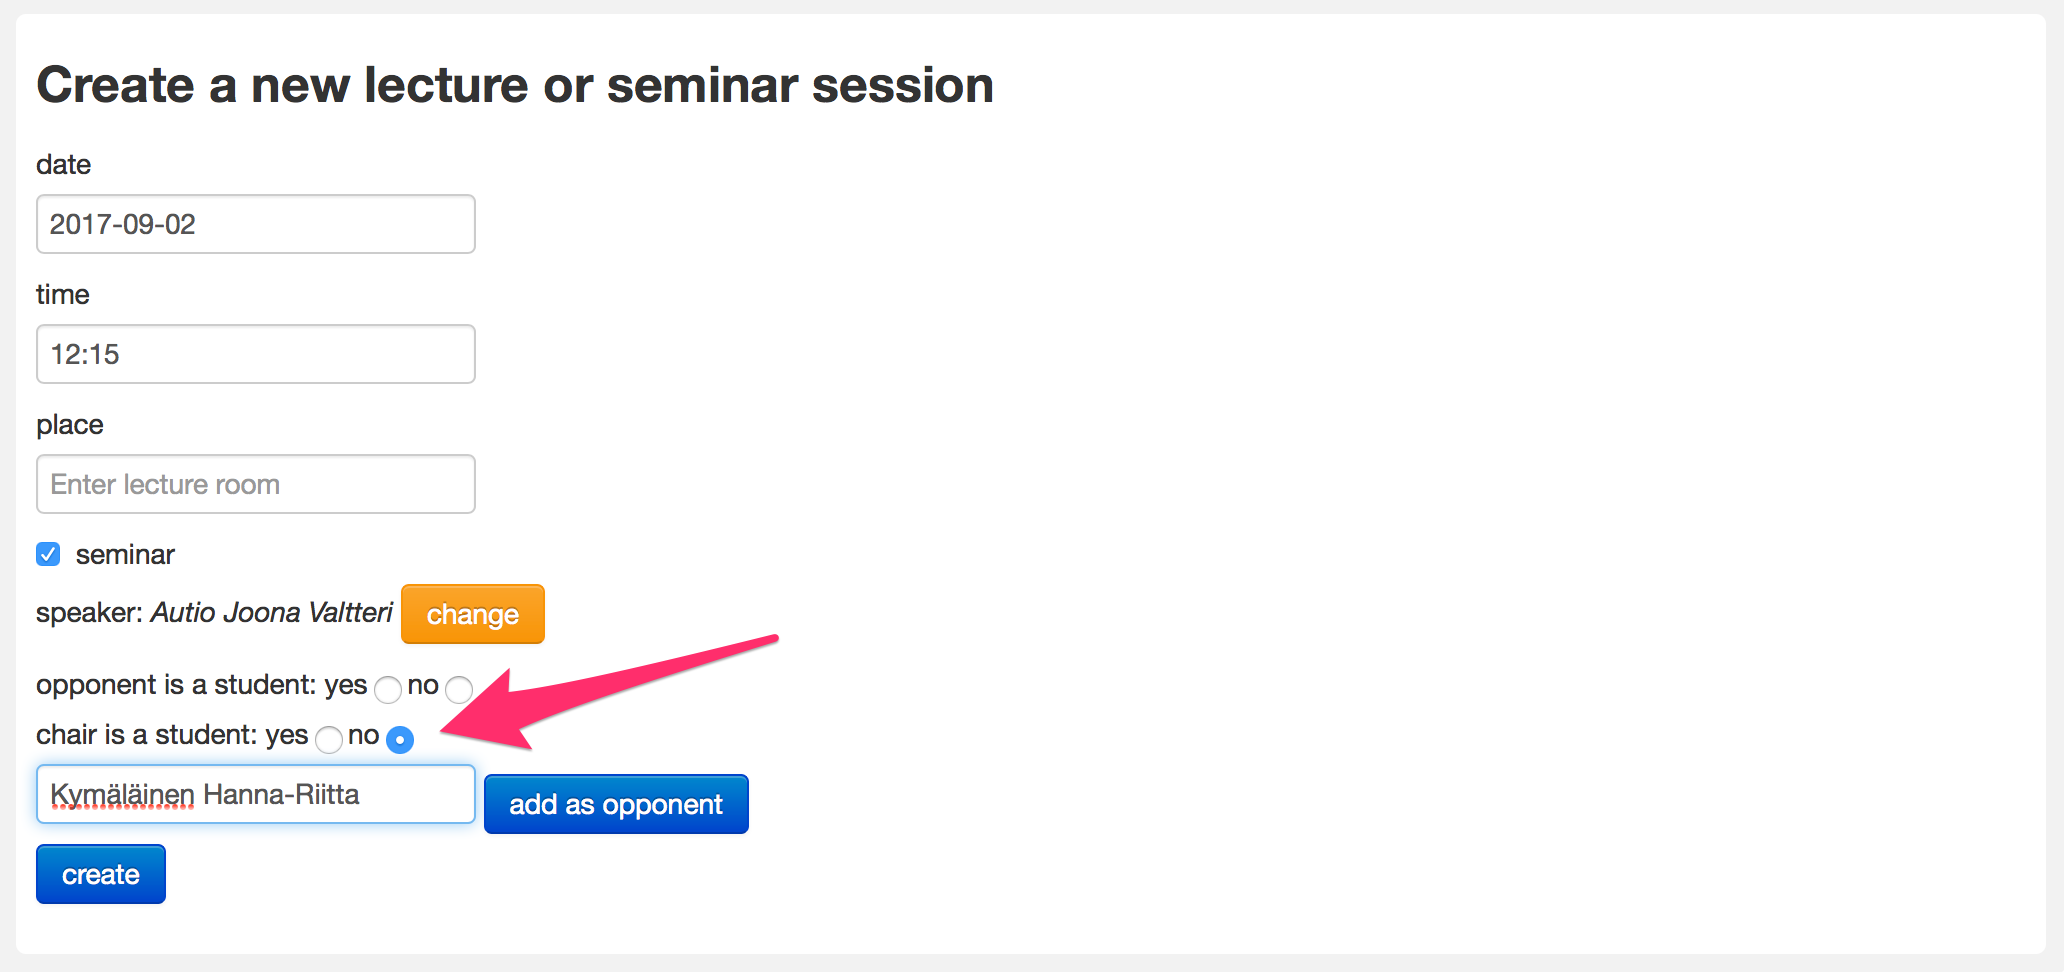 Create a new lecture or seminar session
date
2017-09-02
time
12:15
place
Enter lecture room
seminar
speaker: Autio Joona Valtteri change
opponent is a student: yes no
chair is a student: yes no
Kymäläinen Hanna-Riitta add as opponent
create